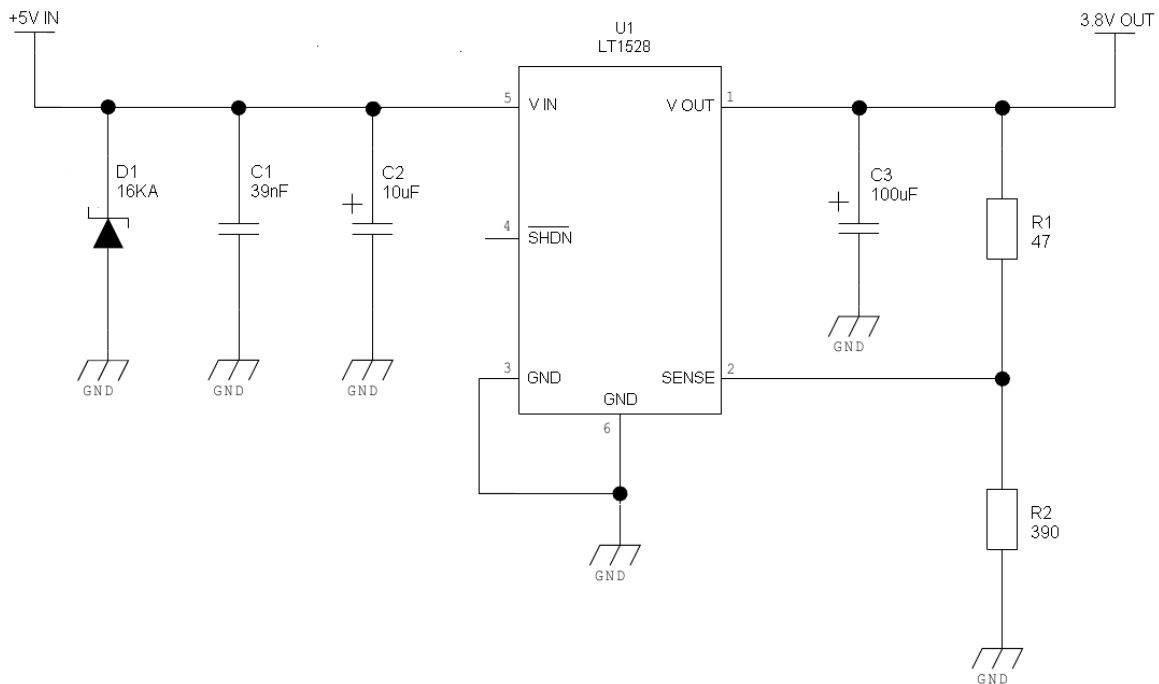 +5V IN
3.8V OUT
U1
LT1528
5
V IN
V OUT
1
D1
16KA
C1
39nF
C2
10uF
+
C3
100uF
+
R1
47
4
SHDN
GND
GND
GND
GND
3
GND
SENSE
2
GND
6
R2
390
GND
GND